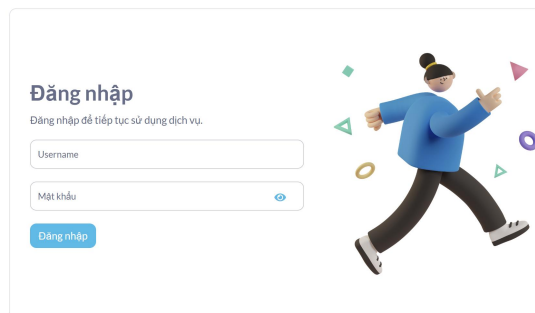 Đăng nhập
Đăng nhập để tiếp tục sử dụng dịch vụ.
Username
Mật khẩu
Đăng nhập